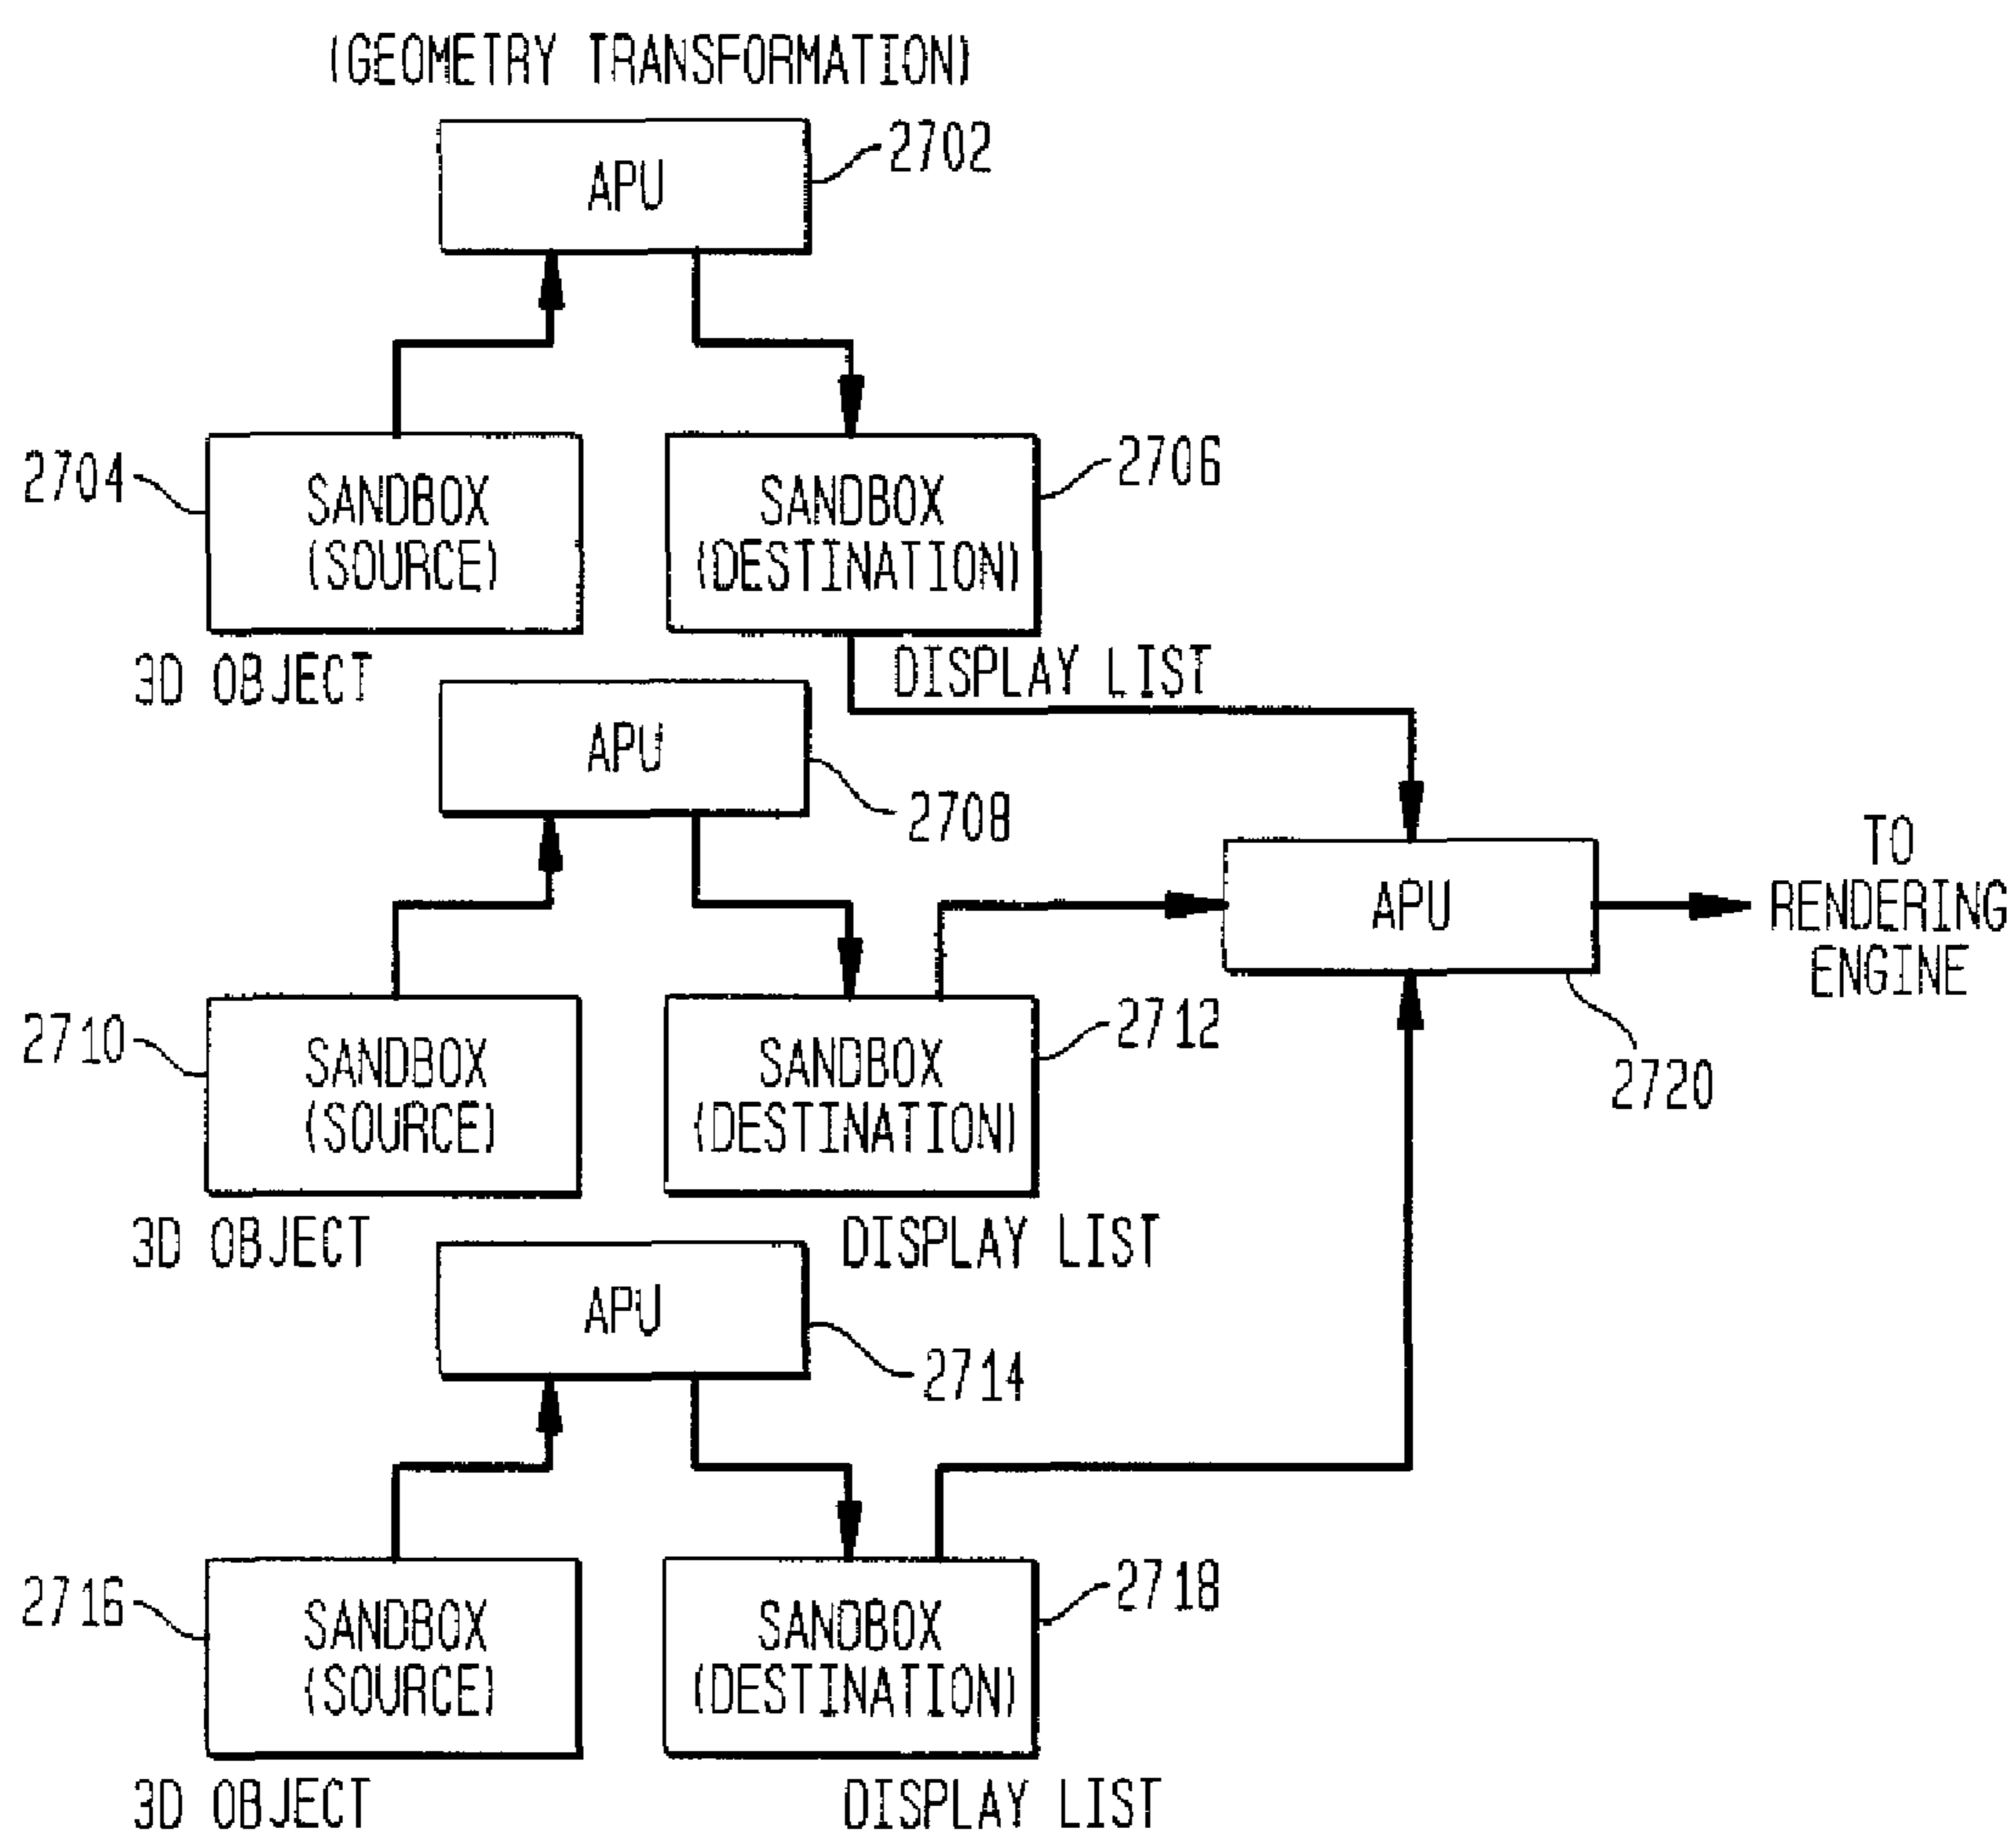 (GEOMETRY TRANSFORMATION)
APU
2702
2704
SANDBOX
(SOURCE)
3D OBJECT
SANDBOX
(DESTINATION)
2706
DISPLAY LIST
APU
2708
2710
SANDBOX
(SOURCE)
3D OBJECT
SANDBOX
(DESTINATION)
2712
DISPLAY LIST
APU
2714
2716
SANDBOX
(SOURCE)
3D OBJECT
SANDBOX
(DESTINATION)
2718
DISPLAY LIST
APU
2720
TO
RENDERING
ENGINE